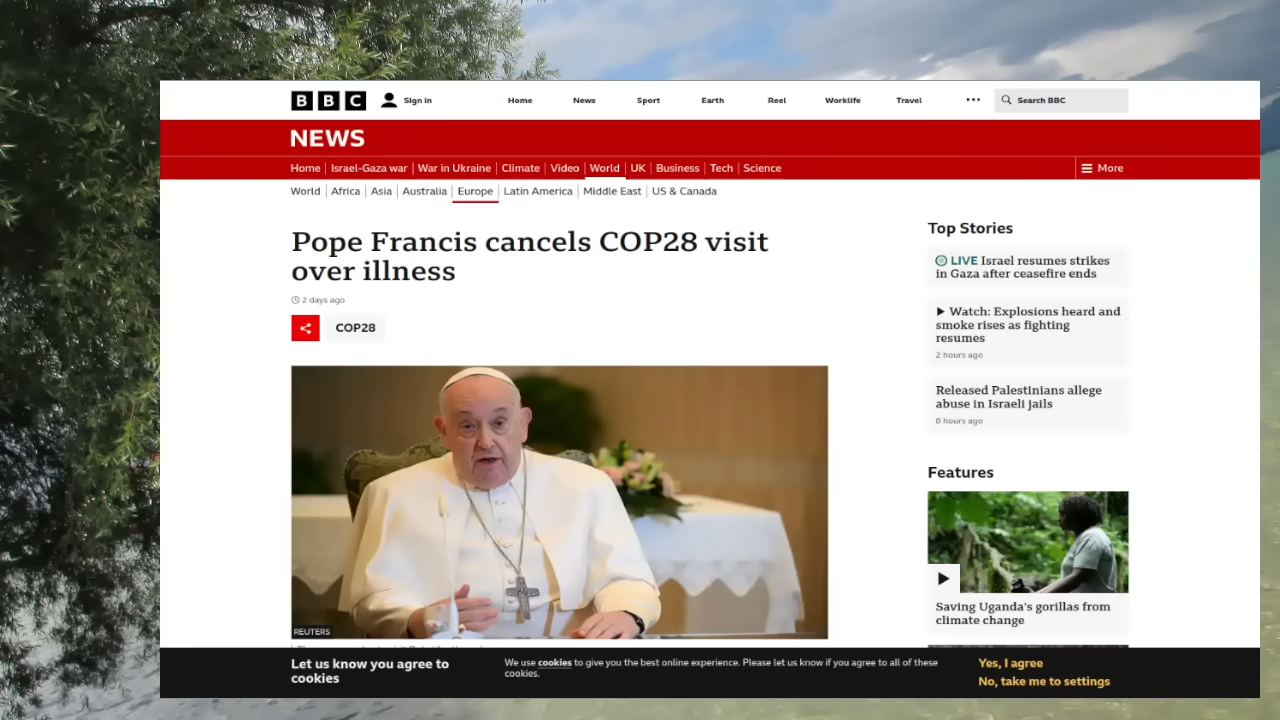 BBC
Sign in
Home
News
Sport
Earth
Reel
Worklife
Travel
Search BBC
NEWS
Home
Israel-Gaza war
War in Ukraine
Climate
Video
World
UK
Business
Tech
Science
More
World
Africa
Asia
Australia
Europe
Latin America
Middle East
US & Canada
Pope Francis cancels COP28 visit
over illness
2 days ago
COP28
REUTERS
Top Stories
LIVE Israel resumes strikes
in Gaza after ceasefire ends
Watch: Explosions heard and
smoke rises as fighting
resumes
2 hours ago
Released Palestinians allege
abuse in Israeli jails
8 hours ago
Features
Saving Uganda's gorillas from
climate change
Let us know you agree to
cookies
We use cookies to give you the best online experience. Please let us know if you agree to all of these
cookies.
Yes, I agree
No, take me to settings